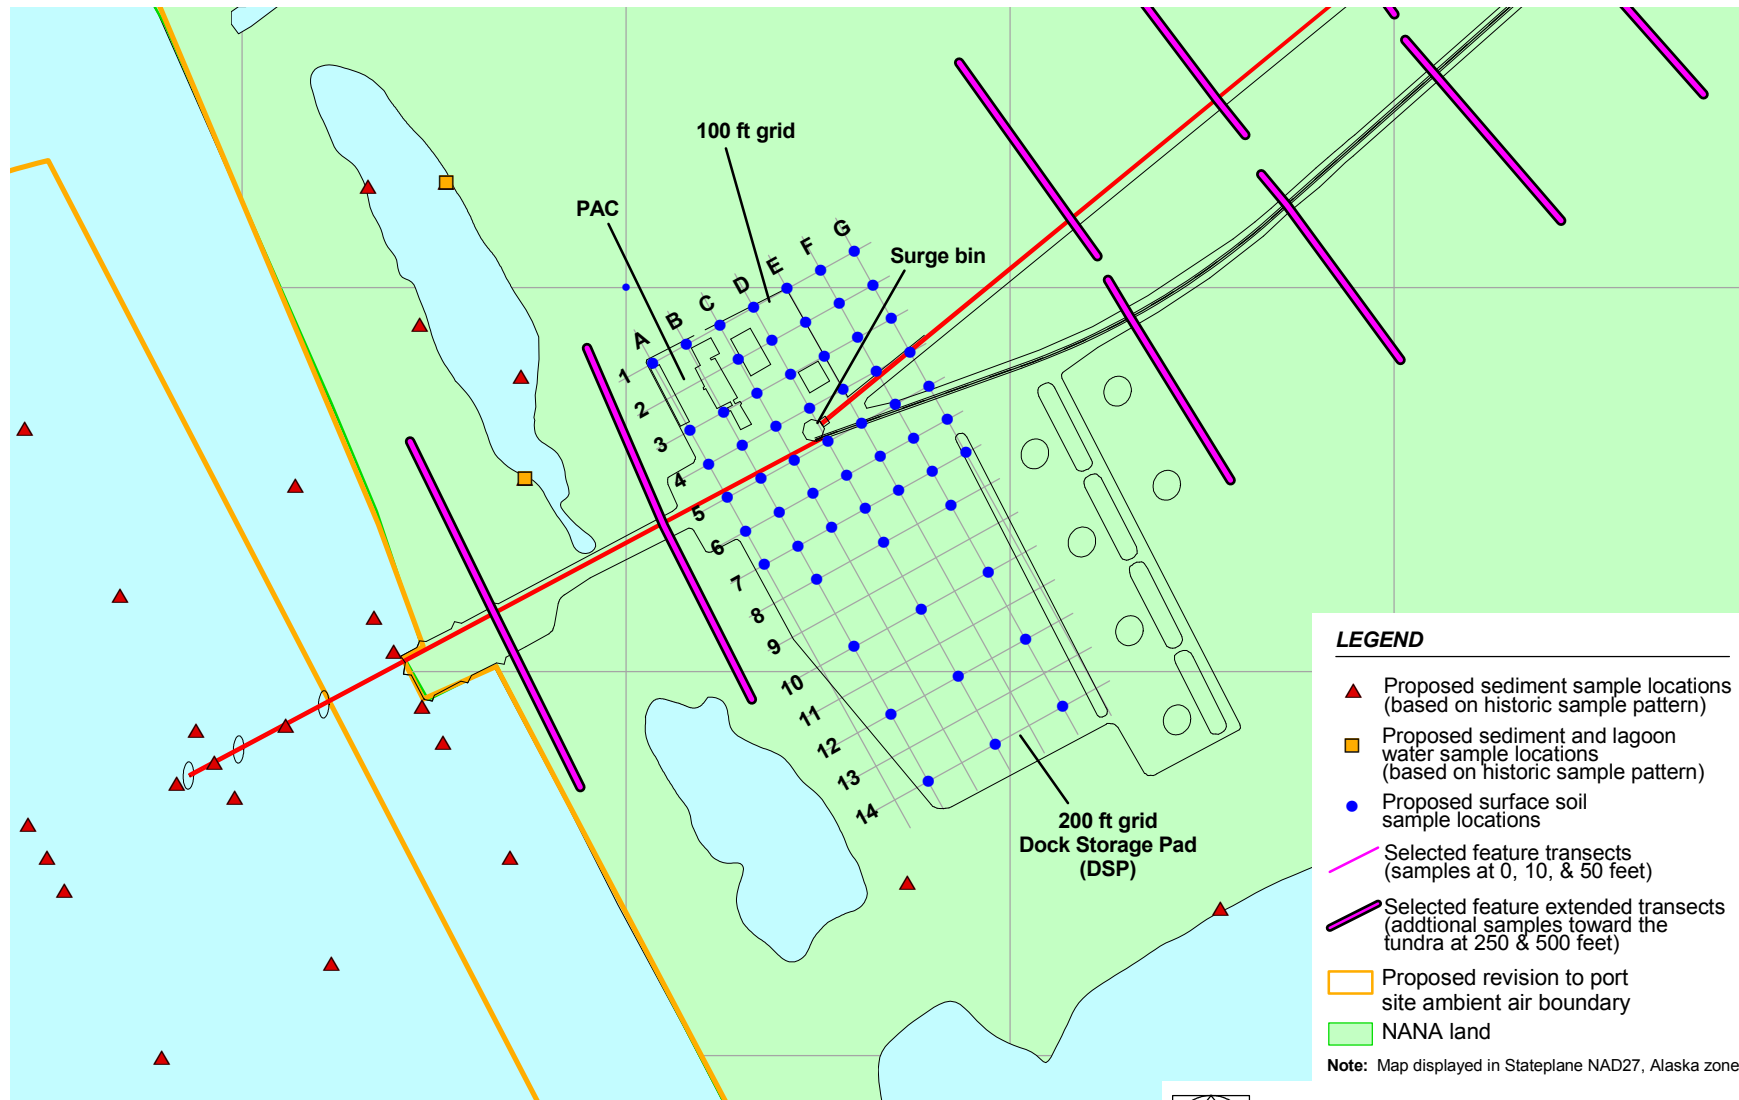 100 ft grid
PAC
Surge bin
A
B
C
D
E
F
G
1
2
3
4
5
6
7
8
9
10
11
12
13
14
200 ft grid
Dock Storage Pad
(DSP)
LEGEND
Proposed sediment sample locations
(based on historic sample pattern)
Proposed sediment and lagoon
water sample locations
(based on historic sample pattern)
Proposed surface soil
sample locations
Selected feature transects
(samples at 0, 10, & 50 feet)
Selected feature extended transects
(addtional samples toward the
tundra at 250 & 500 feet)
Proposed revision to port
site ambient air boundary
NANA land
Note: Map displayed in Stateplane NAD27, Alaska zone